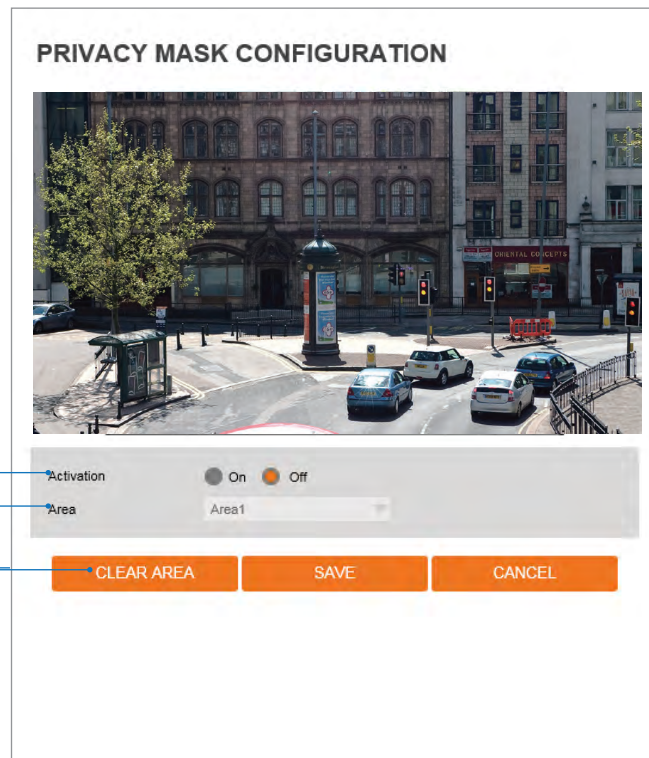 PRIVACY MASK CONFIGURATION
ORIENTAL CONCEPTS
Activation On Off
Area Area1
CLEAR AREA SAVE CANCEL